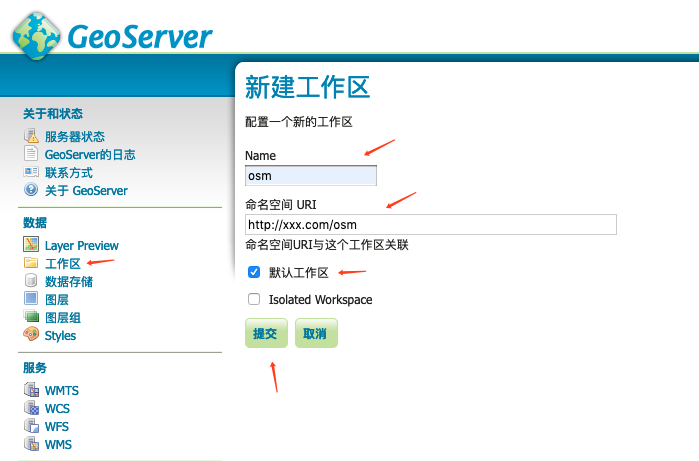 GeoServer
关于和状态
服务器状态
GeoServer的日志
联系方式
关于 GeoServer
数据
Layer Preview
工作区
数据存储
图层
图层组
Styles
服务
WMTS
WCS
WFS
WMS
新建工作区
配置一个新的工作区
Name
osm
命名空间 URI
http://xxx.com/osm
命名空间URI与这个工作区关联
默认工作区
Isolated Workspace
提交 取消